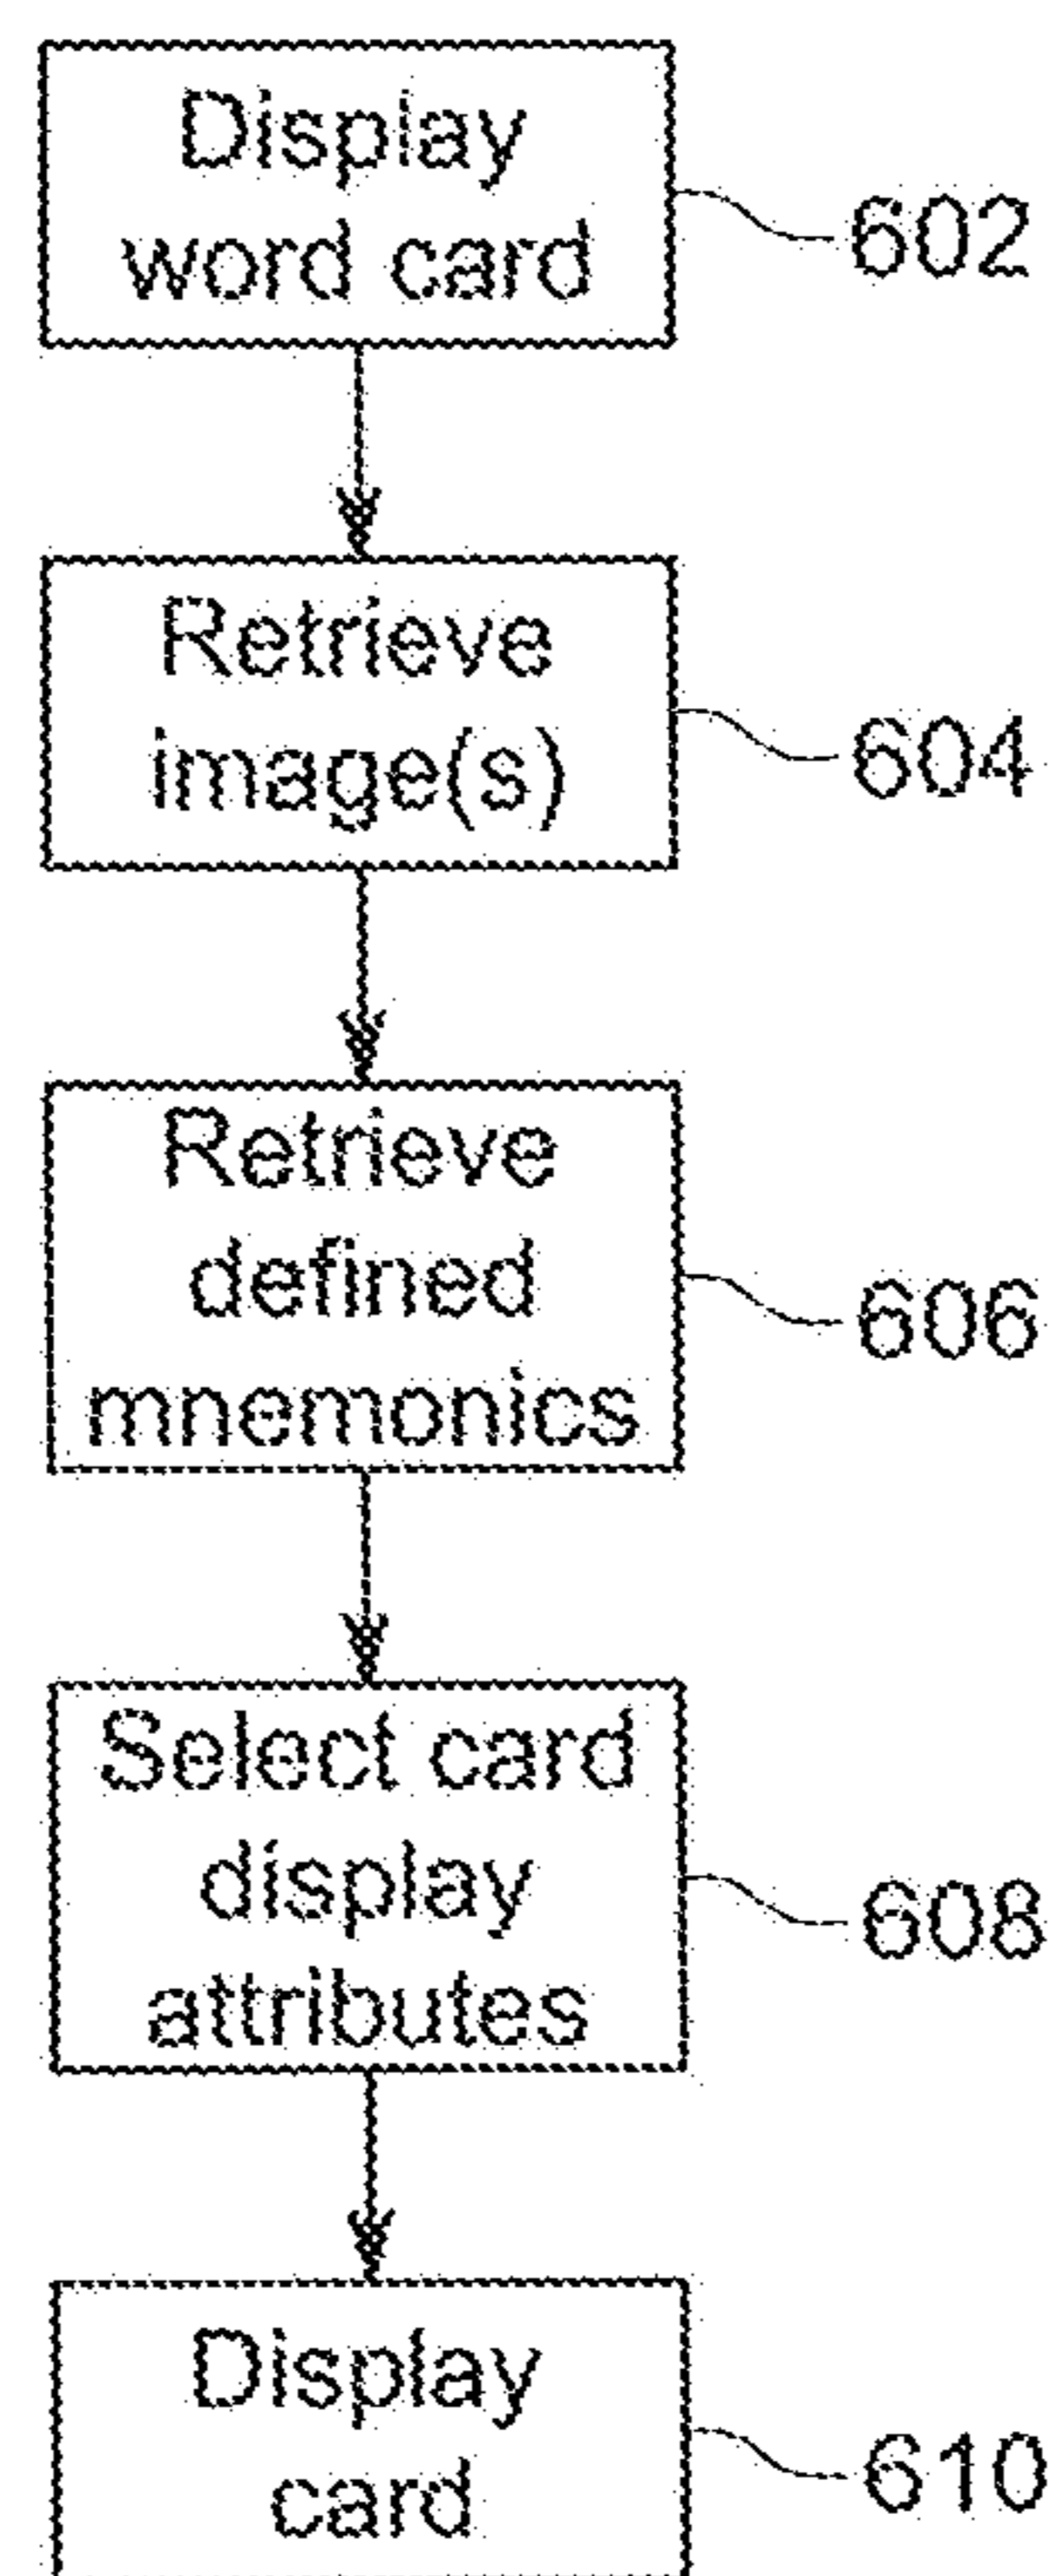 Display
word card
602
Retrieve
image(s)
604
Retrieve
defined
mnemonics
606
Select card
display
attributes
608
Display
card
610